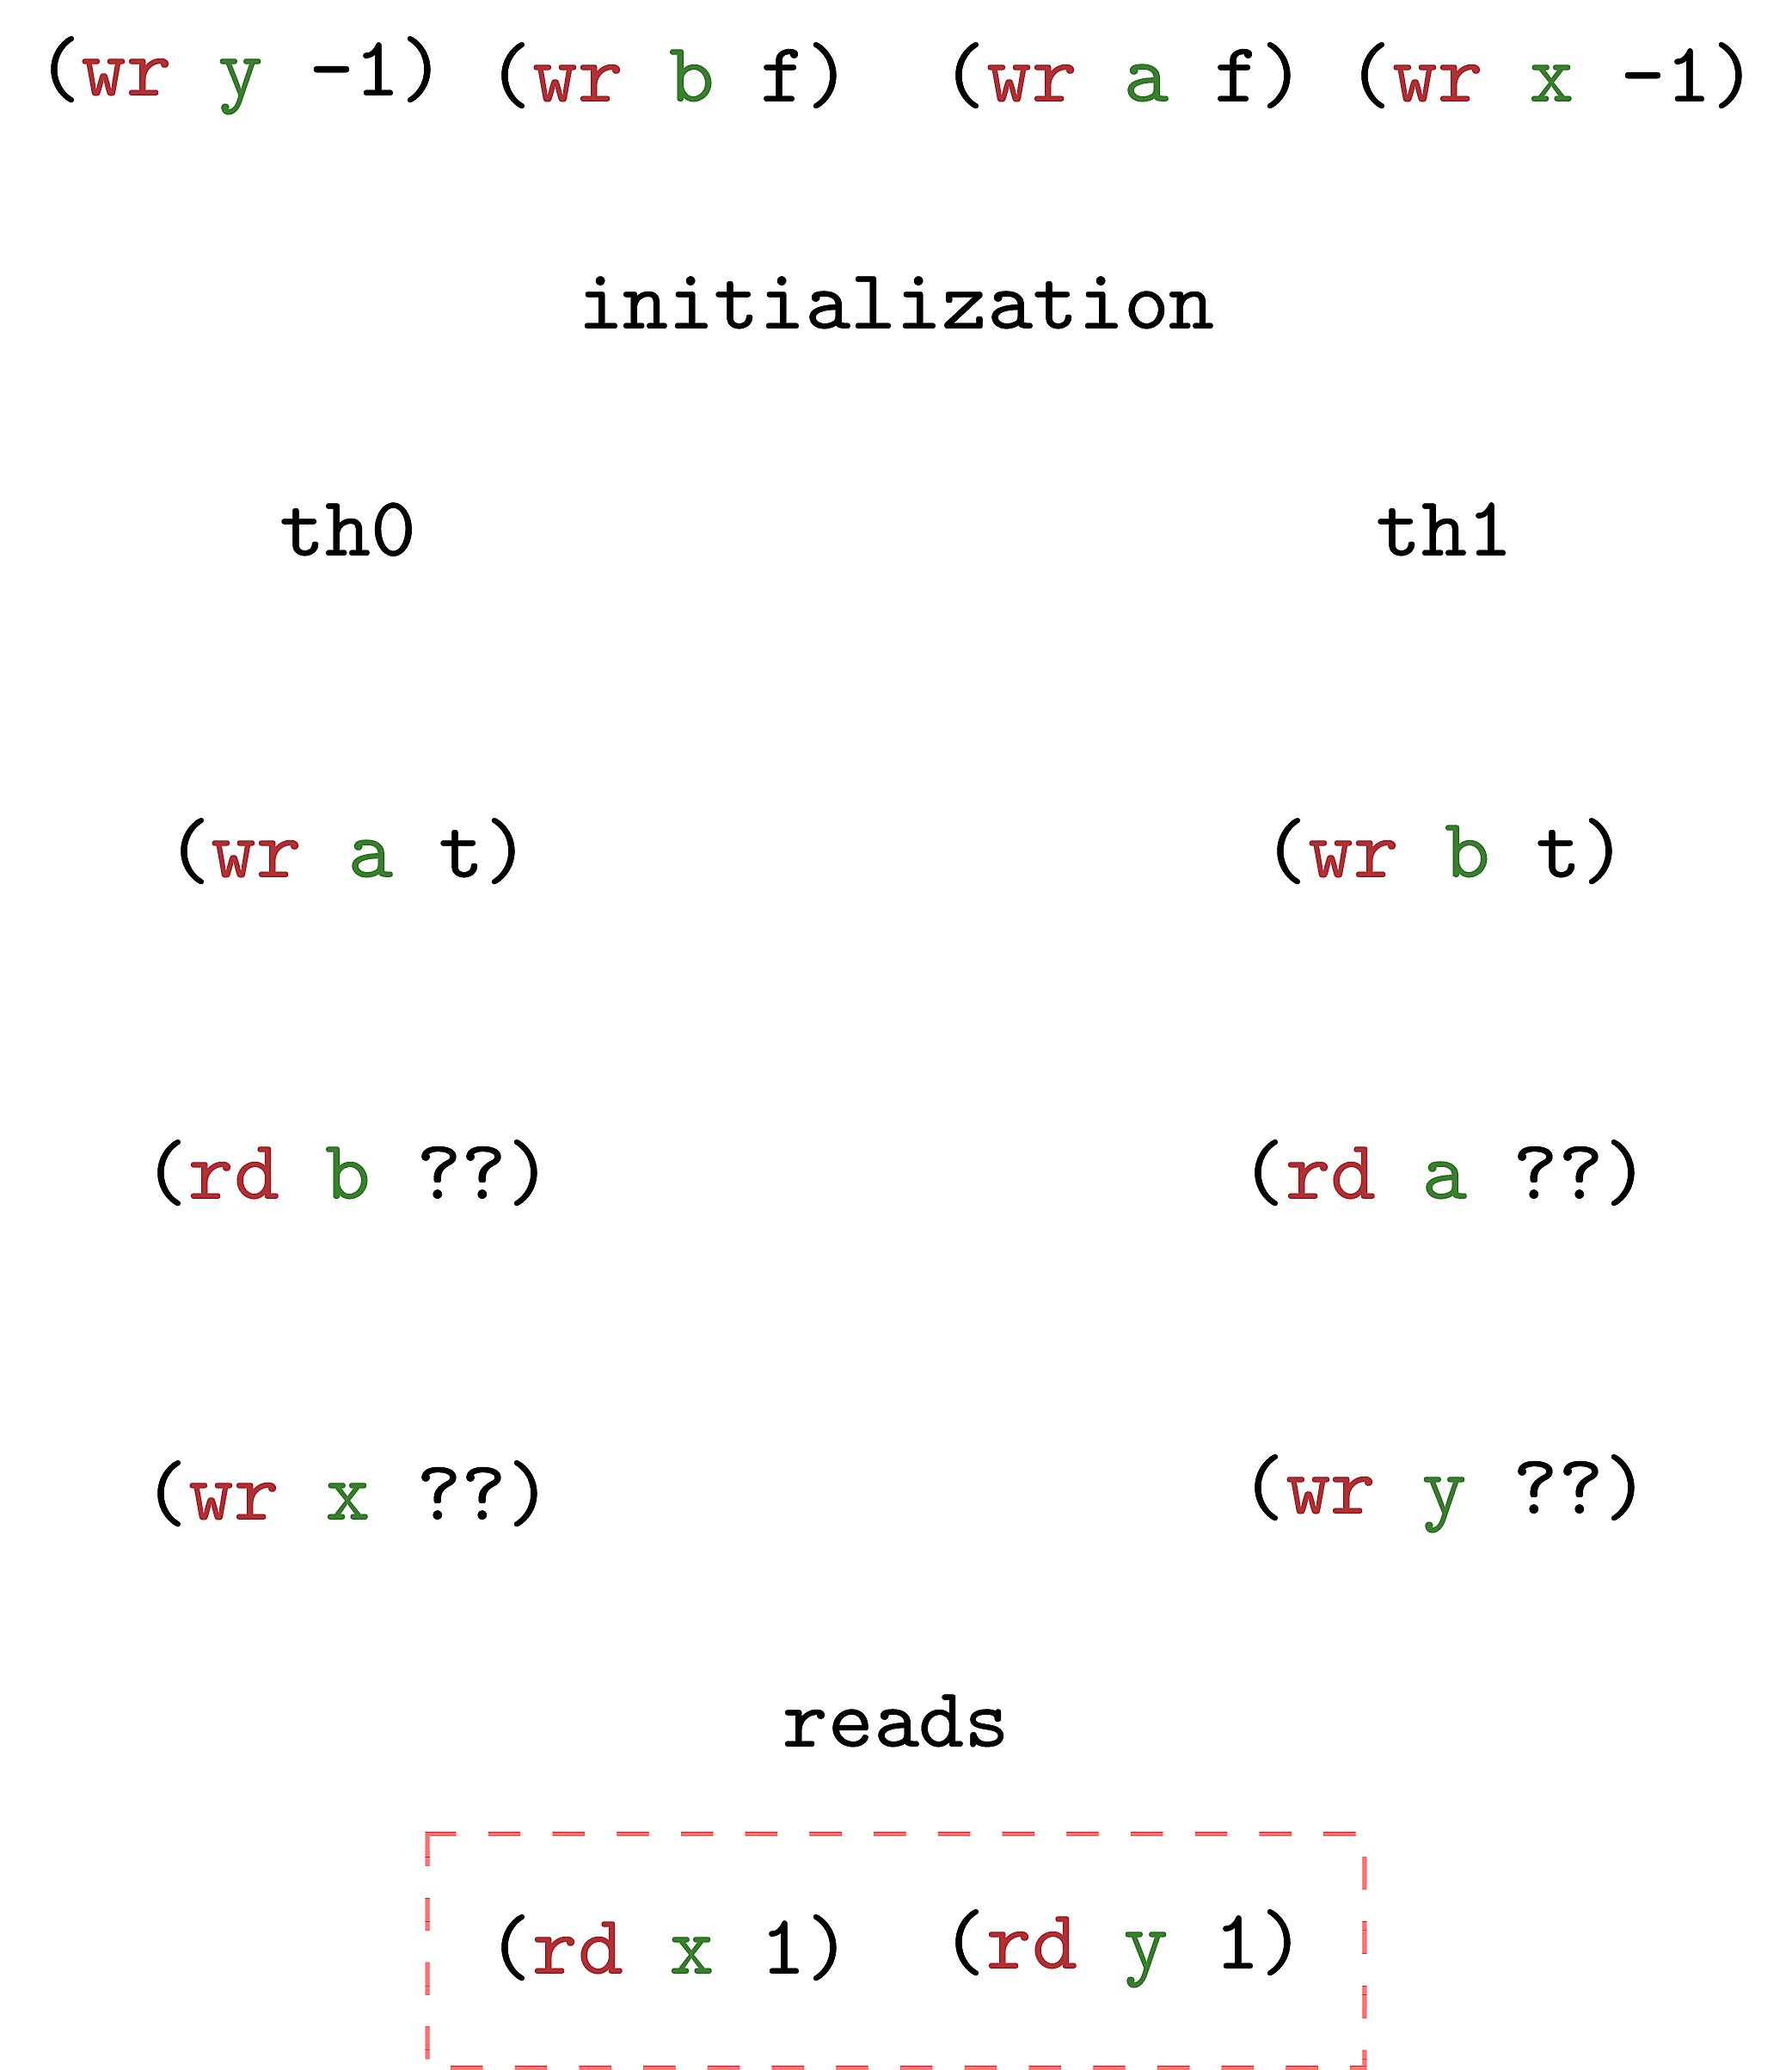 (wr y -1) (wr b f) (wr a f) (wr x -1)
initialization
th0 th1
(wr a t) (wr b t)
(rd b ??) (rd a ??)
(wr x ??) (wr y ??)
reads
(rd x 1) (rd y 1)